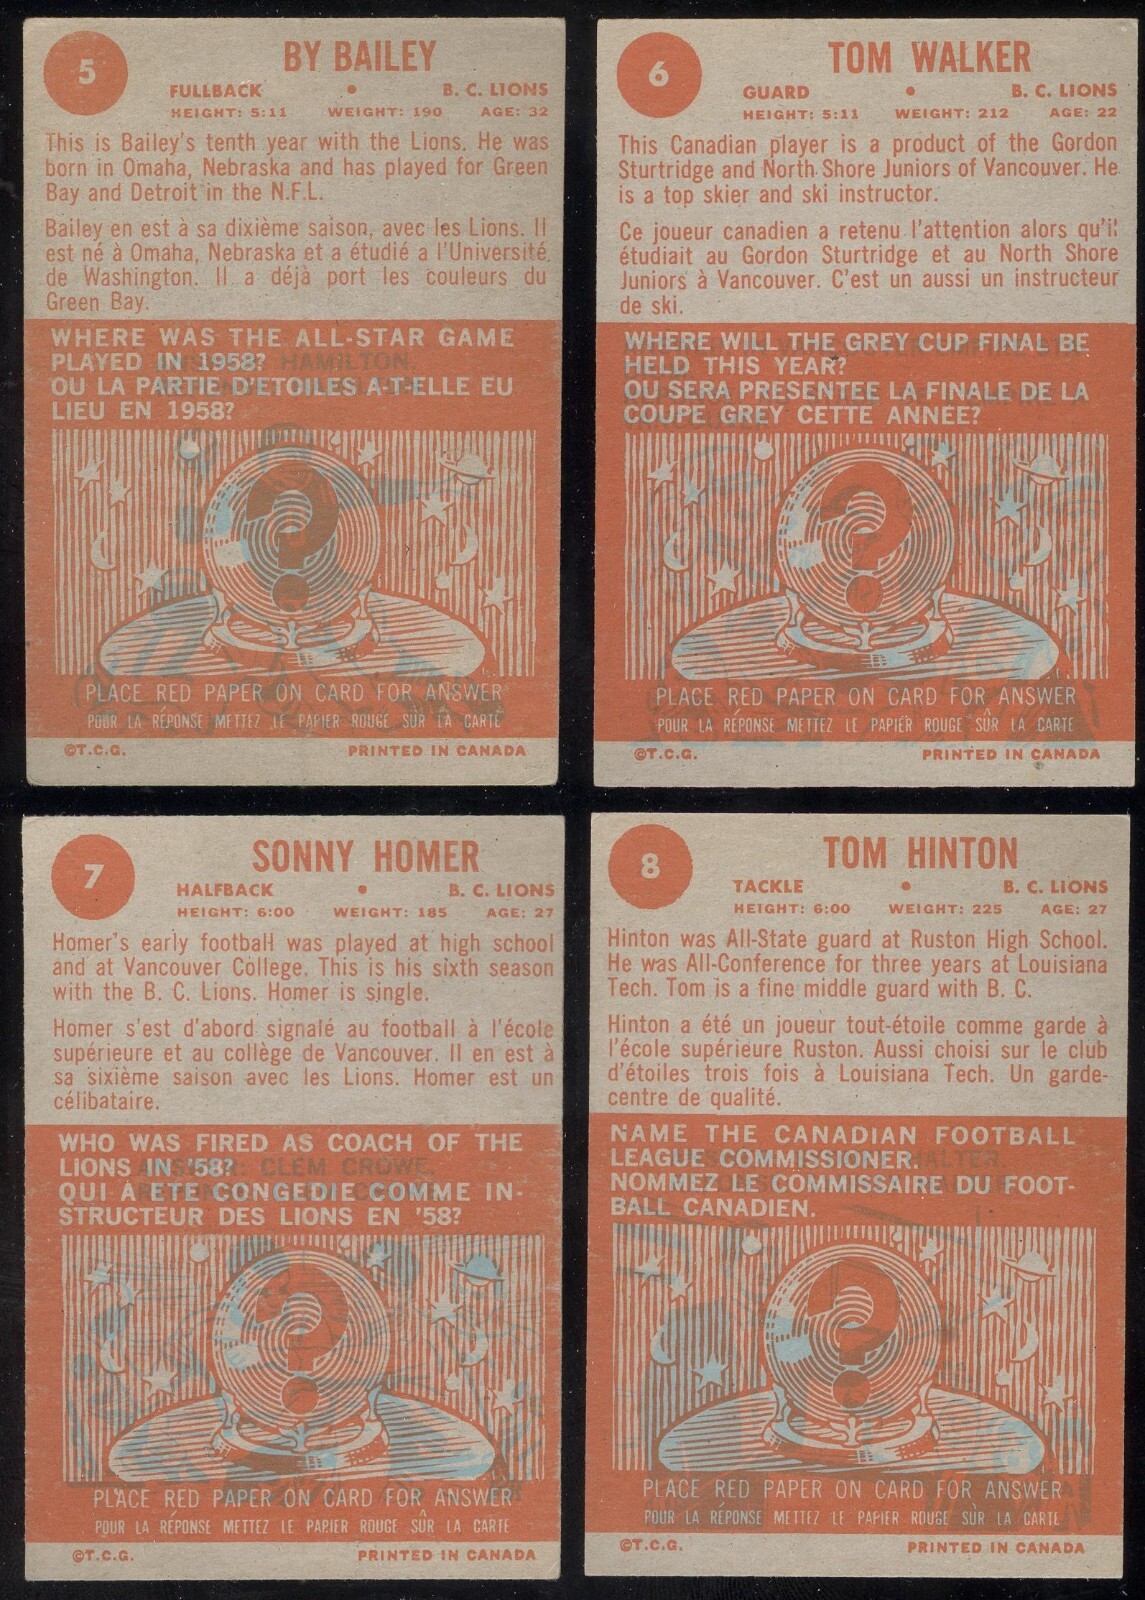 5
BY BAILEY
FULLBACK • B. C. LIONS
HEIGHT: 5:11 WEIGHT: 190 AGE: 32
This is Bailey's tenth year with the Lions. He was
born in Omaha, Nebraska and has played for Green
Bay and Detroit in the N.F.L.
Bailey en est à sa dixième saison, avec les Lions. Il
est né à Omaha, Nebraska et a étudié a l'Université
de Washington. Il a déjà port les couleurs du
Green Bay.
WHERE WAS THE ALL-STAR GAME
PLAYED IN 1958?
HAMILTON.
OU LA PARTIE D'ETOILES A-T-ELLE EU
LIEU EN 1958?
?
PLACE RED PAPER ON CARD FOR ANSWER
POUR LA RÉPONSE METTEZ LE PAPIER ROUGE SUR LA CARTE
©T.C.G. PRINTED IN CANADA
6
TOM WALKER
GUARD • B. C. LIONS
HEIGHT: 5:11 WEIGHT: 212 AGE: 22
This Canadian player is a product of the Gordon
Sturtridge and North Shore Juniors of Vancouver. He
is a top skier and ski instructor.
Ce joueur canadien a retenu l'attention alors qu'il
étudiait au Gordon Sturtridge et au North Shore
Juniors à Vancouver. C'est un aussi un instructeur
de ski.
WHERE WILL THE GREY CUP FINAL BE
HELD THIS YEAR?
OU SERA PRESENTEE LA FINALE DE LA
COUPE GREY CETTE ANNÉE?
?
PLACE RED PAPER ON CARD FOR ANSWER
POUR LA RÉPONSE METTEZ LE PAPIER ROUGE SÛR LA CARTE
©T.C.G. PRINTED IN CANADA
7
SONNY HOMER
HALFBACK • B. C. LIONS
HEIGHT: 6:00 WEIGHT: 185 AGE: 27
Homer's early football was played at high school
and at Vancouver College. This is his sixth season
with the B. C. Lions. Homer is single.
Homer s'est d'abord signalé au football à l'école
supérieure et au collège de Vancouver. Il en est à
sa sixième saison avec les Lions. Homer est un
célibataire.
WHO WAS FIRED AS COACH OF THE
LIONS IN '58?
ANSWER: CLEM CROWE.
QUI A ETE CONGEDIE COMME IN-
STRUCTEUR DES LIONS EN '58?
?
PLACE RED PAPER ON CARD FOR ANSWER
POUR LA RÉPONSE METTEZ LE PAPIER ROUGE SÛR LA CARTE
©T.C.G. PRINTED IN CANADA
8
TOM HINTON
TACKLE • B. C. LIONS
HEIGHT: 6:00 WEIGHT: 225 AGE: 27
Hinton was All-State guard at Ruston High School.
He was All-Conference for three years at Louisiana
Tech. Tom is a fine middle guard with B. C.
Hinton a été un joueur tout-étoile comme garde à
l'école supérieure Ruston. Aussi choisi sur le club
d'étoiles trois fois à Louisiana Tech. Un garde-
centre de qualité.
NAME THE CANADIAN FOOTBALL
LEAGUE COMMISSIONER.
HALTER.
NOMMEZ LE COMMISSAIRE DU FOOT-
BALL CANADIEN.
?
PLACE RED PAPER ON CARD FOR ANSWER
POUR LA RÉPONSE METTEZ LE PAPIER ROUGE SÛR LA CARTE
©T.C.G. PRINTED IN CANADA